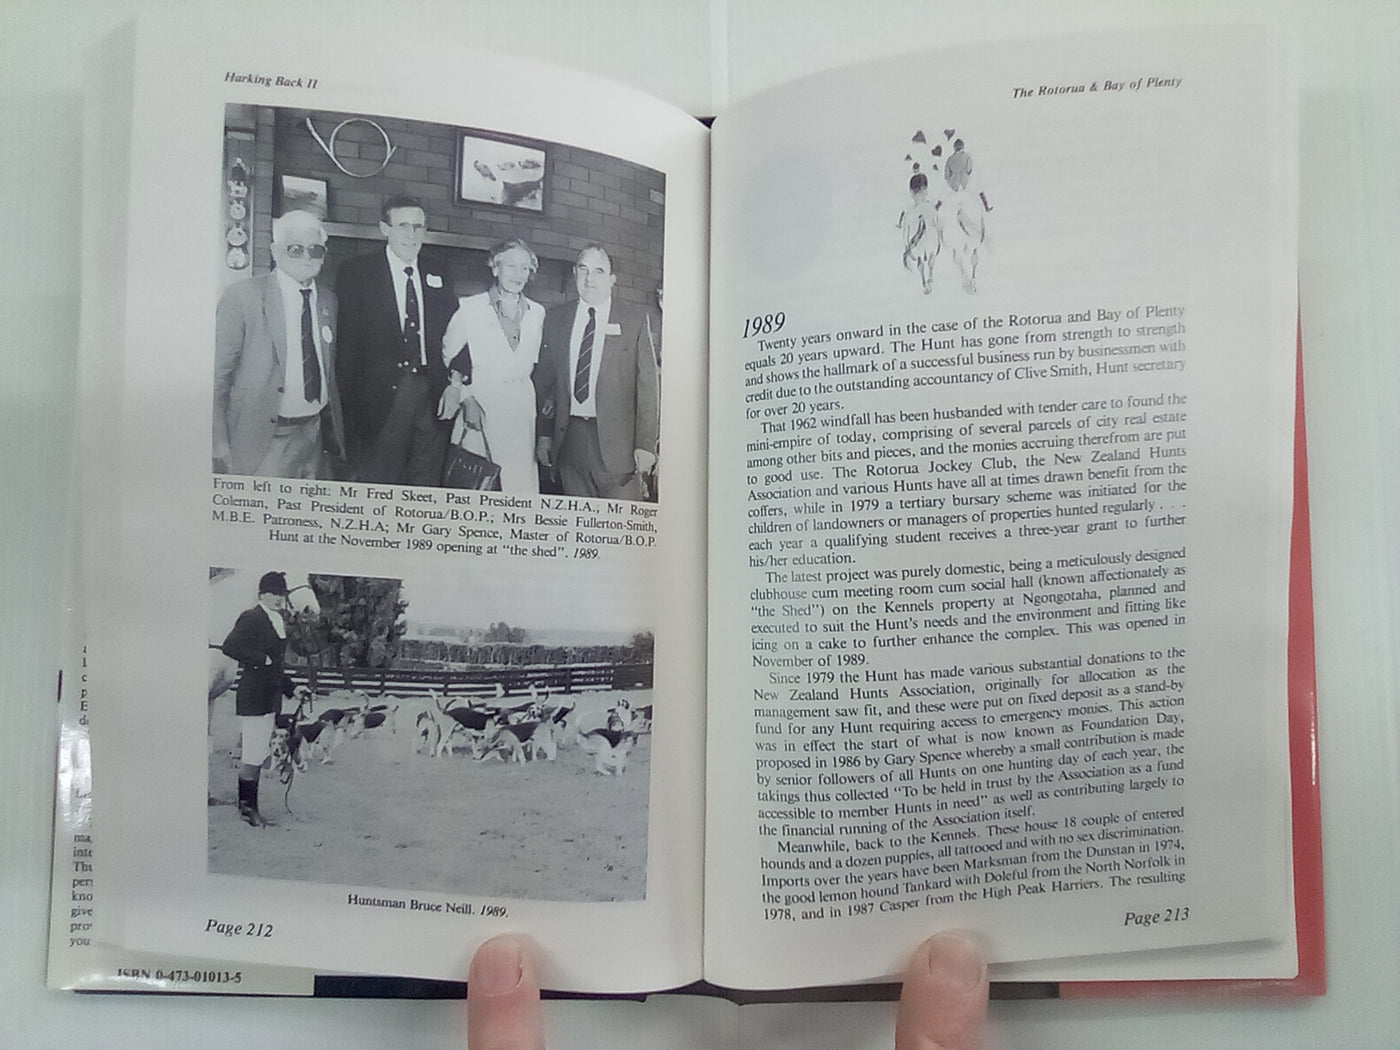 Harking Back II
From left to right: Mr Fred Skeet, Past President N.Z.H.A., Mr Roger
Coleman, Past President of Rotorua/B.O.P.; Mrs Bessie Fullerton-Smith,
M.B.E. Patroness, N.Z.H.A; Mr Gary Spence, Master of Rotorua/B.O.P.
Hunt at the November 1989 opening at “the shed”. 1989.
Huntsman Bruce Neill. 1989.
Page 212
ma
inte
Thu
per
kno
give
pro
you
ISBN 0-473-01013-5
The Rotorua & Bay of Plenty
1989
Twenty years onward in the case of the Rotorua and Bay of Plenty
equals 20 years upward. The Hunt has gone from strength to strength
and shows the hallmark of a successful business run by businessmen with
credit due to the outstanding accountancy of Clive Smith, Hunt secretary
for over 20 years.
That 1962 windfall has been husbanded with tender care to found the
mini-empire of today, comprising of several parcels of city real estate
among other bits and pieces, and the monies accruing therefrom are put
to good use. The Rotorua Jockey Club, the New Zealand Hunts
Association and various Hunts have all at times drawn benefit from the
coffers, while in 1979 a tertiary bursary scheme was initiated for the
children of landowners or managers of properties hunted regularly . . .
each year a qualifying student receives a three-year grant to further
his/her education.
The latest project was purely domestic, being a meticulously designed
clubhouse cum meeting room cum social hall (known affectionately as
“the Shed”) on the Kennels property at Ngongotaha, planned and
executed to suit the Hunt's needs and the environment and fitting like
icing on a cake to further enhance the complex. This was opened in
November of 1989.
Since 1979 the Hunt has made various substantial donations to the
New Zealand Hunts Association, originally for allocation as the
management saw fit, and these were put on fixed deposit as a stand-by
fund for any Hunt requiring access to emergency monies. This action
was in effect the start of what is now known as Foundation Day,
proposed in 1986 by Gary Spence whereby a small contribution is made
by senior followers of all Hunts on one hunting day of each year, the
takings thus collected “To be held in trust by the Association as a fund
accessible to member Hunts in need” as well as contributing largely to
the financial running of the Association itself.
Meanwhile, back to the Kennels. These house 18 couple of entered
hounds and a dozen puppies, all tattooed and with no sex discrimination.
Imports over the years have been Marksman from the Dunstan in 1974,
the good lemon hound Tankard with Doleful from the North Norfolk in
1978, and in 1987 Casper from the High Peak Harriers. The resulting
Page 213